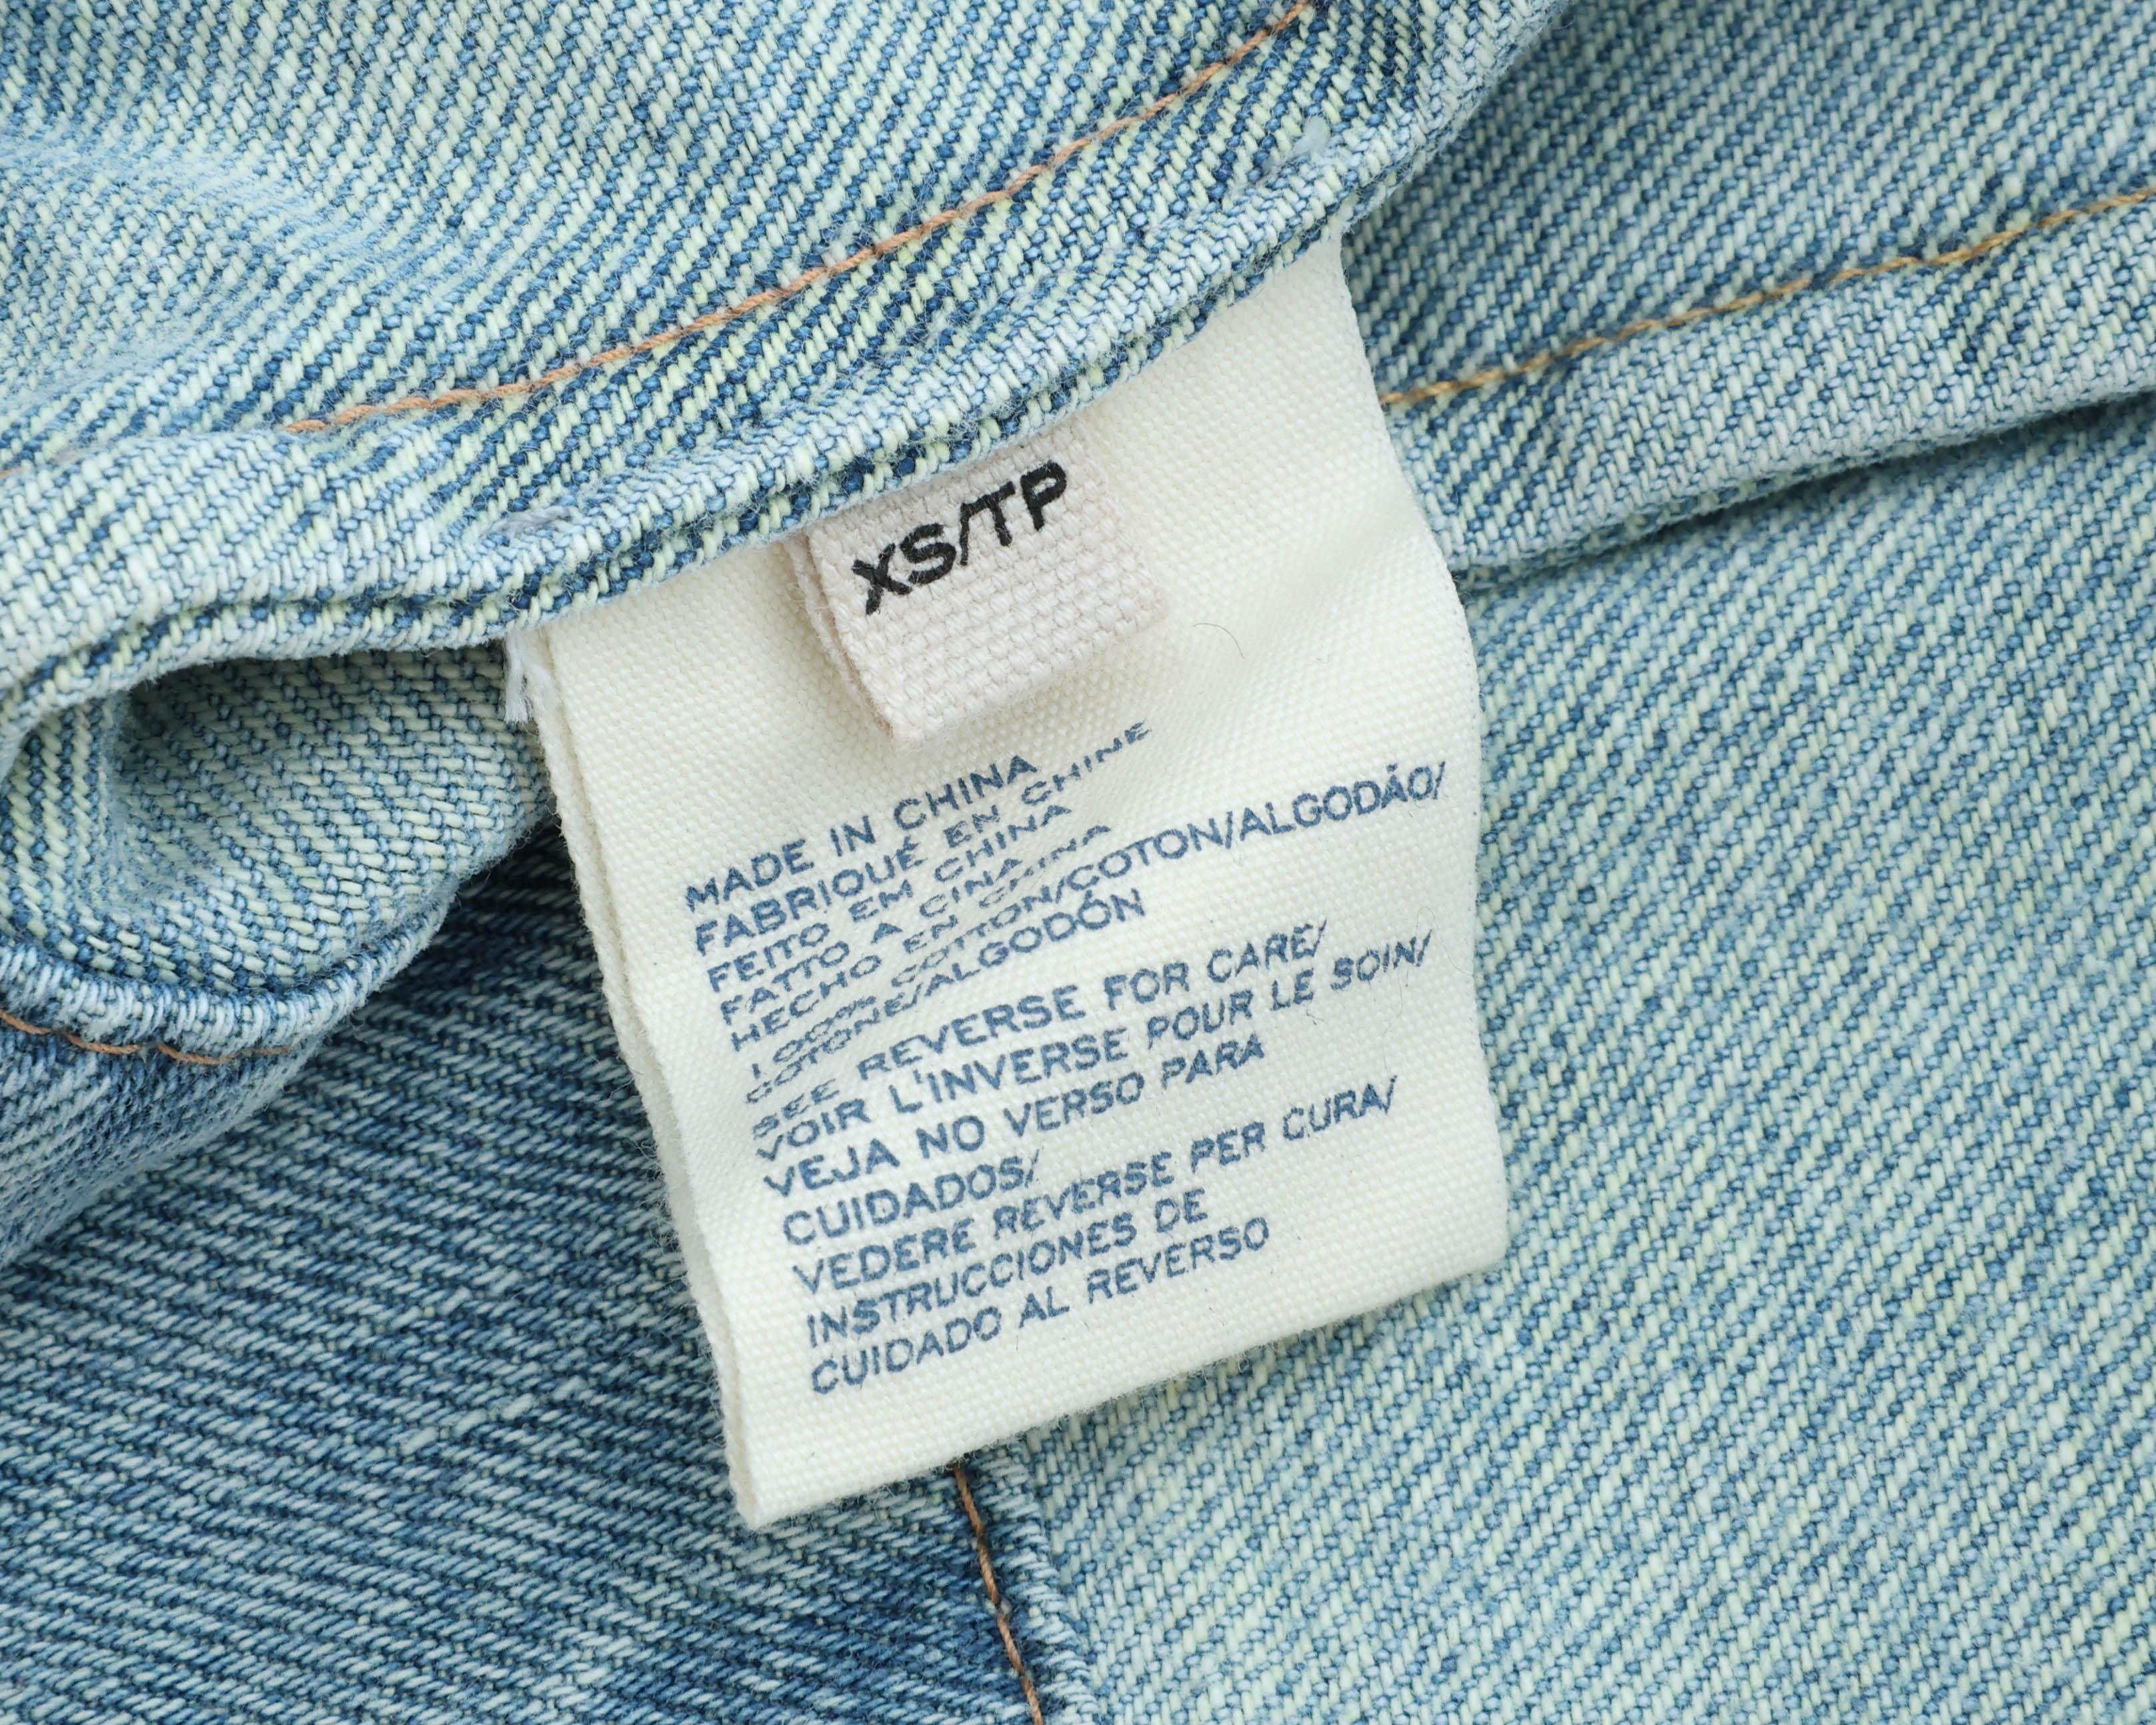 XS/TP
MADE IN CHINA
FABRIQUÉ EN CHINE
FEITO EM CHINA
FATTO A CINA
HECHO EN CHINA
100% COTTON/COTON/ALGODÁO/
COTONE/ALGODÓN
SEE REVERSE FOR CARE/
VOIR L'INVERSE POUR LE SOIN/
VEJA NO VERSO PARA
CUIDADOS/
VEDERE REVERSE PER CURA/
INSTRUCCIONES DE
CUIDADO AL REVERSO